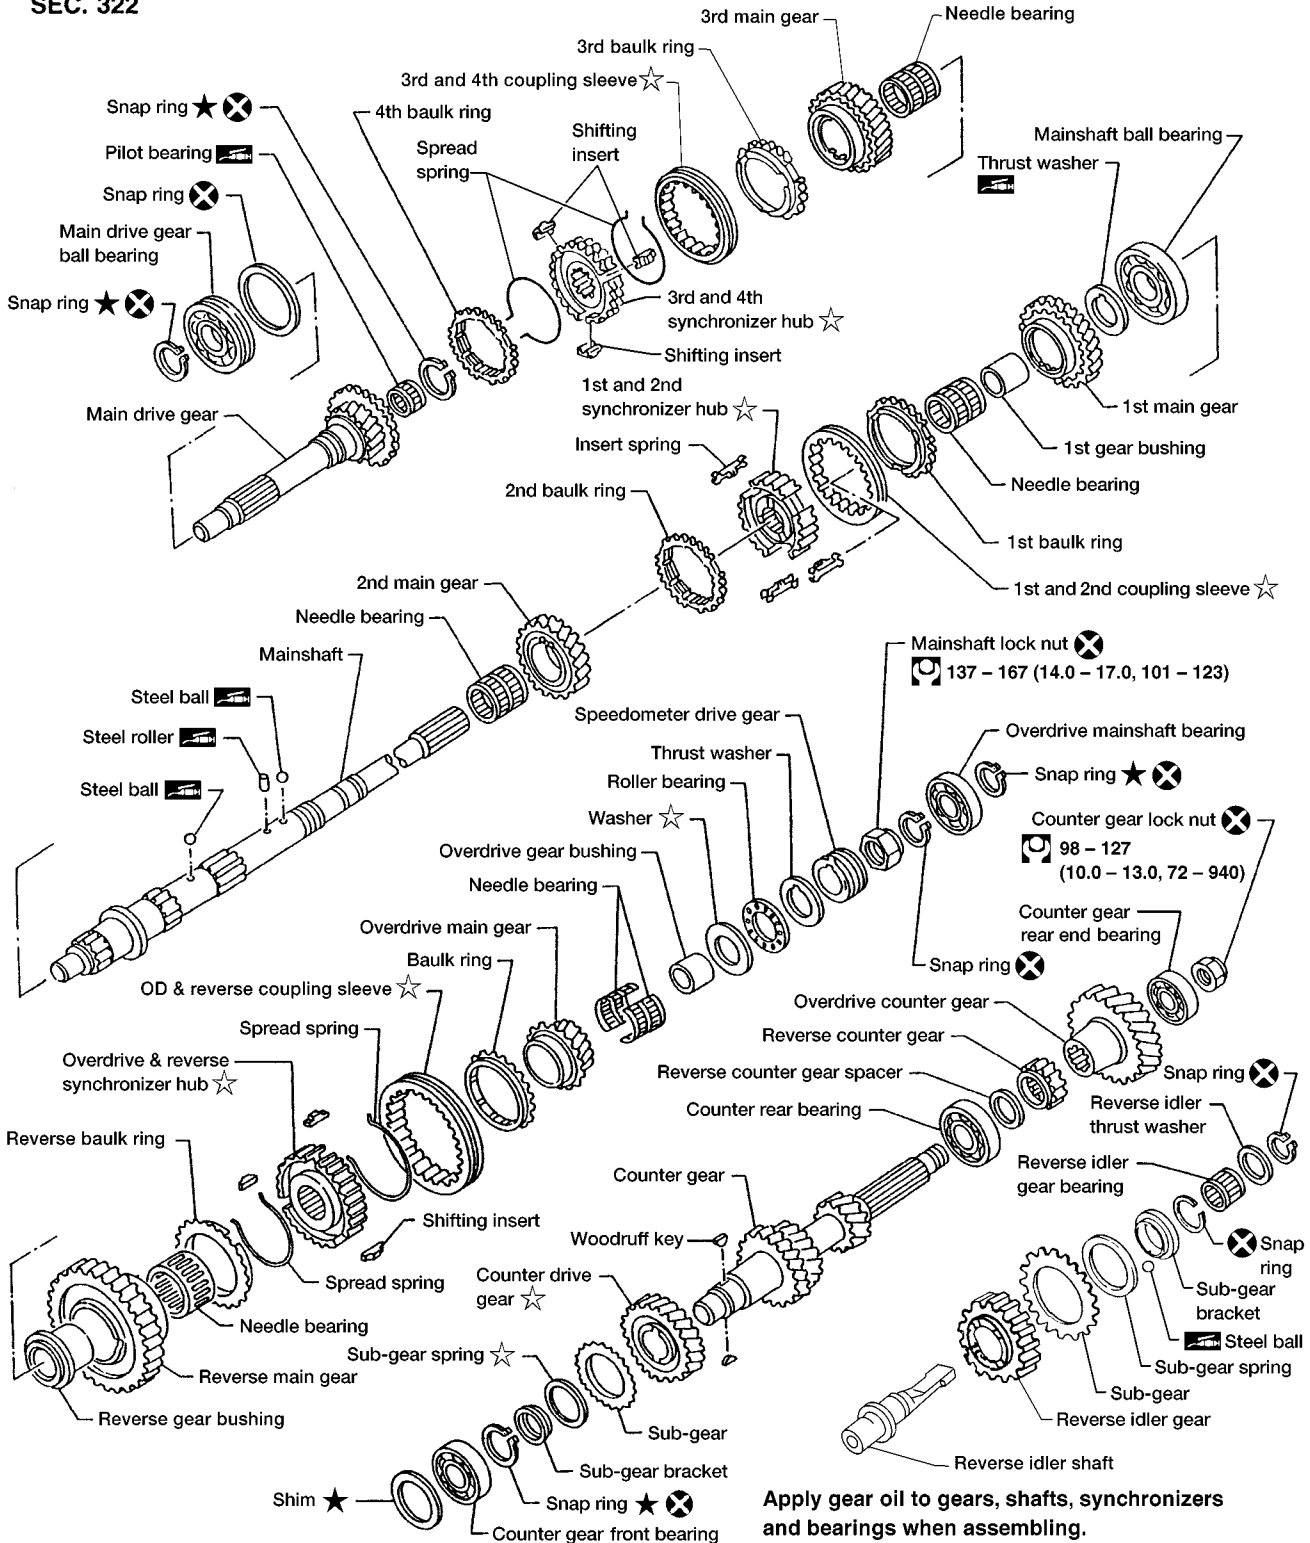 SEC. 322
3rd main gear
Needle bearing
3rd baulk ring
3rd and 4th coupling sleeve ☆
Snap ring ★
4th baulk ring
Shifting
insert
Pilot bearing
Spread
spring
Mainshaft ball bearing
Thrust washer
Snap ring
Main drive gear
ball bearing
Snap ring ★
3rd and 4th
synchronizer hub ☆
Shifting insert
Main drive gear
1st and 2nd
synchronizer hub ☆
1st main gear
Insert spring
1st gear bushing
2nd baulk ring
Needle bearing
1st baulk ring
2nd main gear
1st and 2nd coupling sleeve ☆
Needle bearing
Mainshaft
Mainshaft lock nut
137 – 167 (14.0 – 17.0, 101 – 123)
Steel ball
Speedometer drive gear
Overdrive mainshaft bearing
Steel roller
Thrust washer
Snap ring ★
Steel ball
Roller bearing
Washer ☆
Counter gear lock nut
98 – 127
(10.0 – 13.0, 72 – 940)
Overdrive gear bushing
Needle bearing
Counter gear
rear end bearing
Overdrive main gear
Baulk ring
Snap ring
OD & reverse coupling sleeve ☆
Overdrive counter gear
Spread spring
Reverse counter gear
Overdrive & reverse
synchronizer hub ☆
Reverse counter gear spacer
Snap ring
Counter rear bearing
Reverse idler
thrust washer
Reverse baulk ring
Counter gear
Reverse idler
gear bearing
Shifting insert
Woodruff key
Snap
ring
Spread spring
Counter drive
gear ☆
Sub-gear
bracket
Needle bearing
Steel ball
Sub-gear spring ☆
Sub-gear spring
Reverse main gear
Sub-gear
Reverse gear bushing
Reverse idler gear
Sub-gear
Reverse idler shaft
Sub-gear bracket
Shim ★
Snap ring ★
Counter gear front bearing
Apply gear oil to gears, shafts, synchronizers
and bearings when assembling.